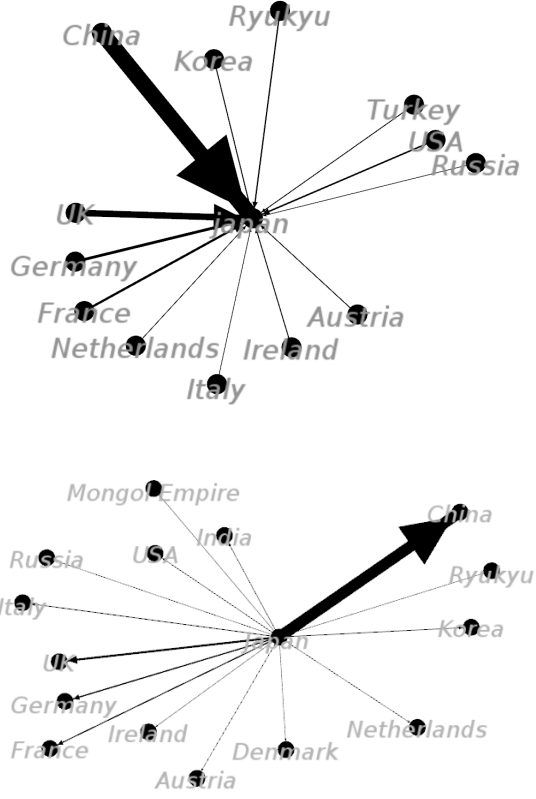 Ryukyu
China
Korea
Turkey
USA
Russia
UK
japan
Germany
France
Austria
Netherlands
Ireland
Italy
Mongol Empire
China
India
USA
Russia
Ryukyu
Italy
Korea
Japan
UK
Germany
Ireland
Netherlands
France
Denmark
Austria